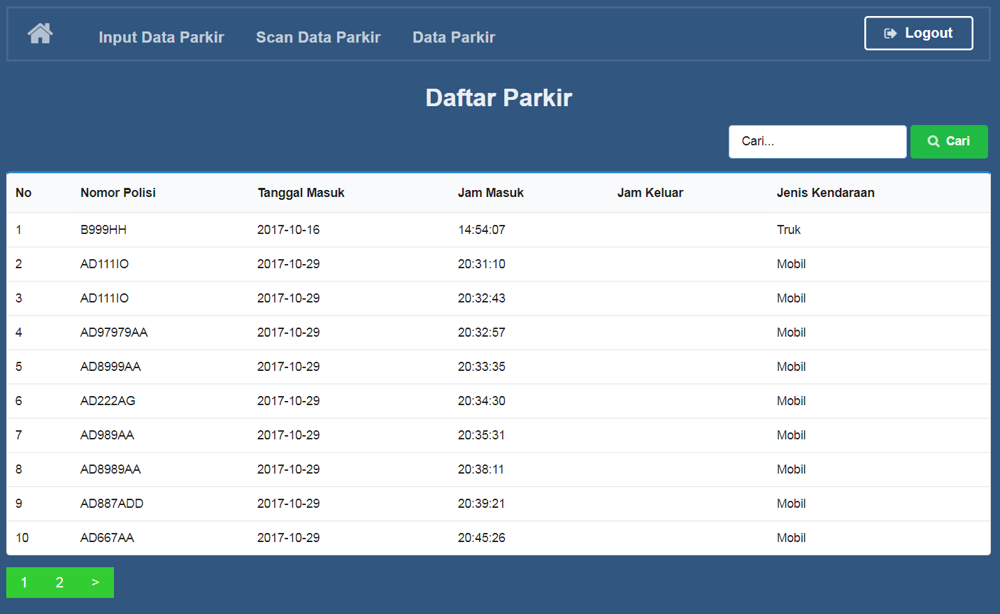 Input Data Parkir Scan Data Parkir Data Parkir Logout
Daftar Parkir
Cari... Cari
No Nomor Polisi Tanggal Masuk Jam Masuk Jam Keluar Jenis Kendaraan
1 B999HH 2017-10-16 14:54:07 Truk
2 AD111IO 2017-10-29 20:31:10 Mobil
3 AD111IO 2017-10-29 20:32:43 Mobil
4 AD97979AA 2017-10-29 20:32:57 Mobil
5 AD8999AA 2017-10-29 20:33:35 Mobil
6 AD222AG 2017-10-29 20:34:30 Mobil
7 AD989AA 2017-10-29 20:35:31 Mobil
8 AD8989AA 2017-10-29 20:38:11 Mobil
9 AD887ADD 2017-10-29 20:39:21 Mobil
10 AD667AA 2017-10-29 20:45:26 Mobil
1 2 >